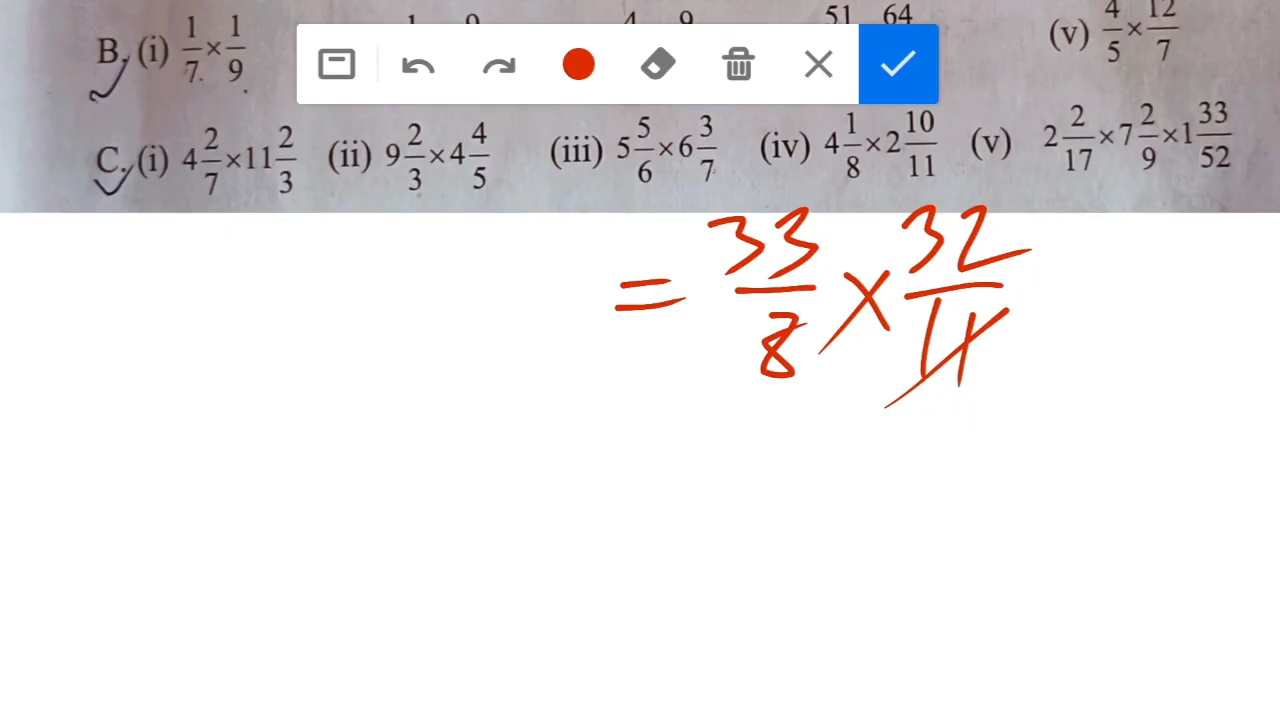 B. (i) 1/7 × 1/9 51 64 (v) 4/5 × 12/7
C. (i) 4 2/7 × 11 2/3 (ii) 9 2/3 × 4 4/5 (iii) 5 5/6 × 6 3/7 (iv) 4 1/8 × 2 10/11 (v) 2 2/17 × 7 2/9 × 1 33/52
= 33/8 × 32/11